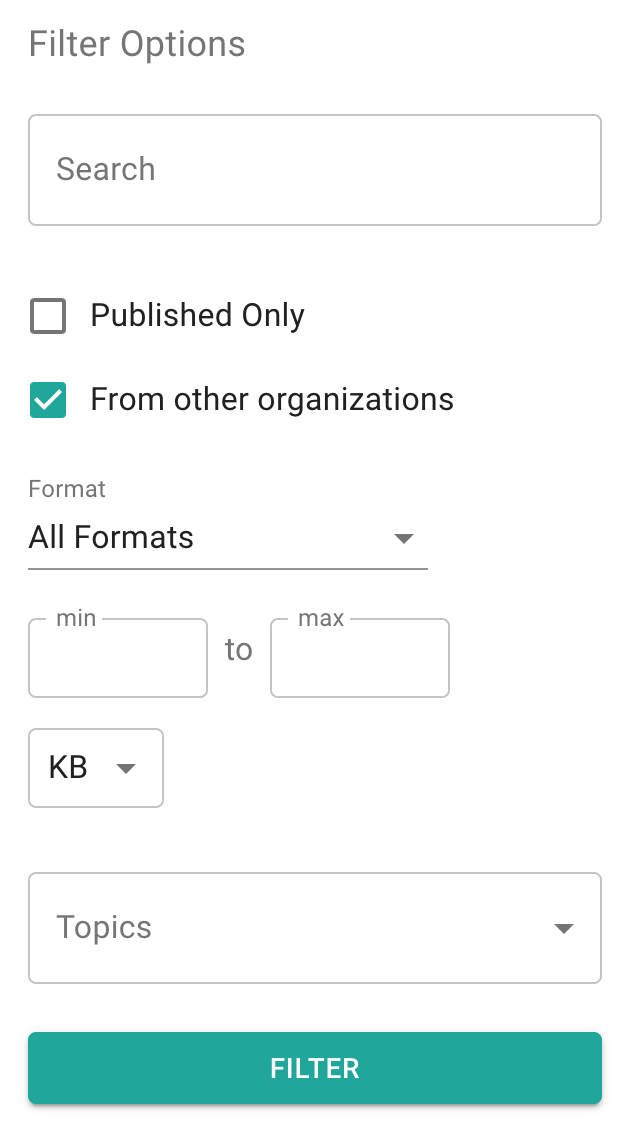 Filter Options
Search
Published Only
From other organizations
Format
All Formats
min to max
KB
Topics
FILTER